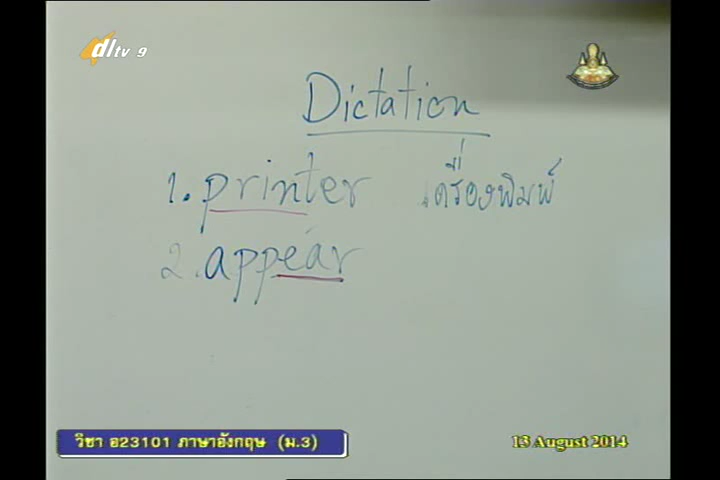 dltv 9
Dictation
1. printer เครื่องพิมพ์
2. appear
วิชา อ23101 ภาษาอังกฤษ (ม.3)
13 August 2014